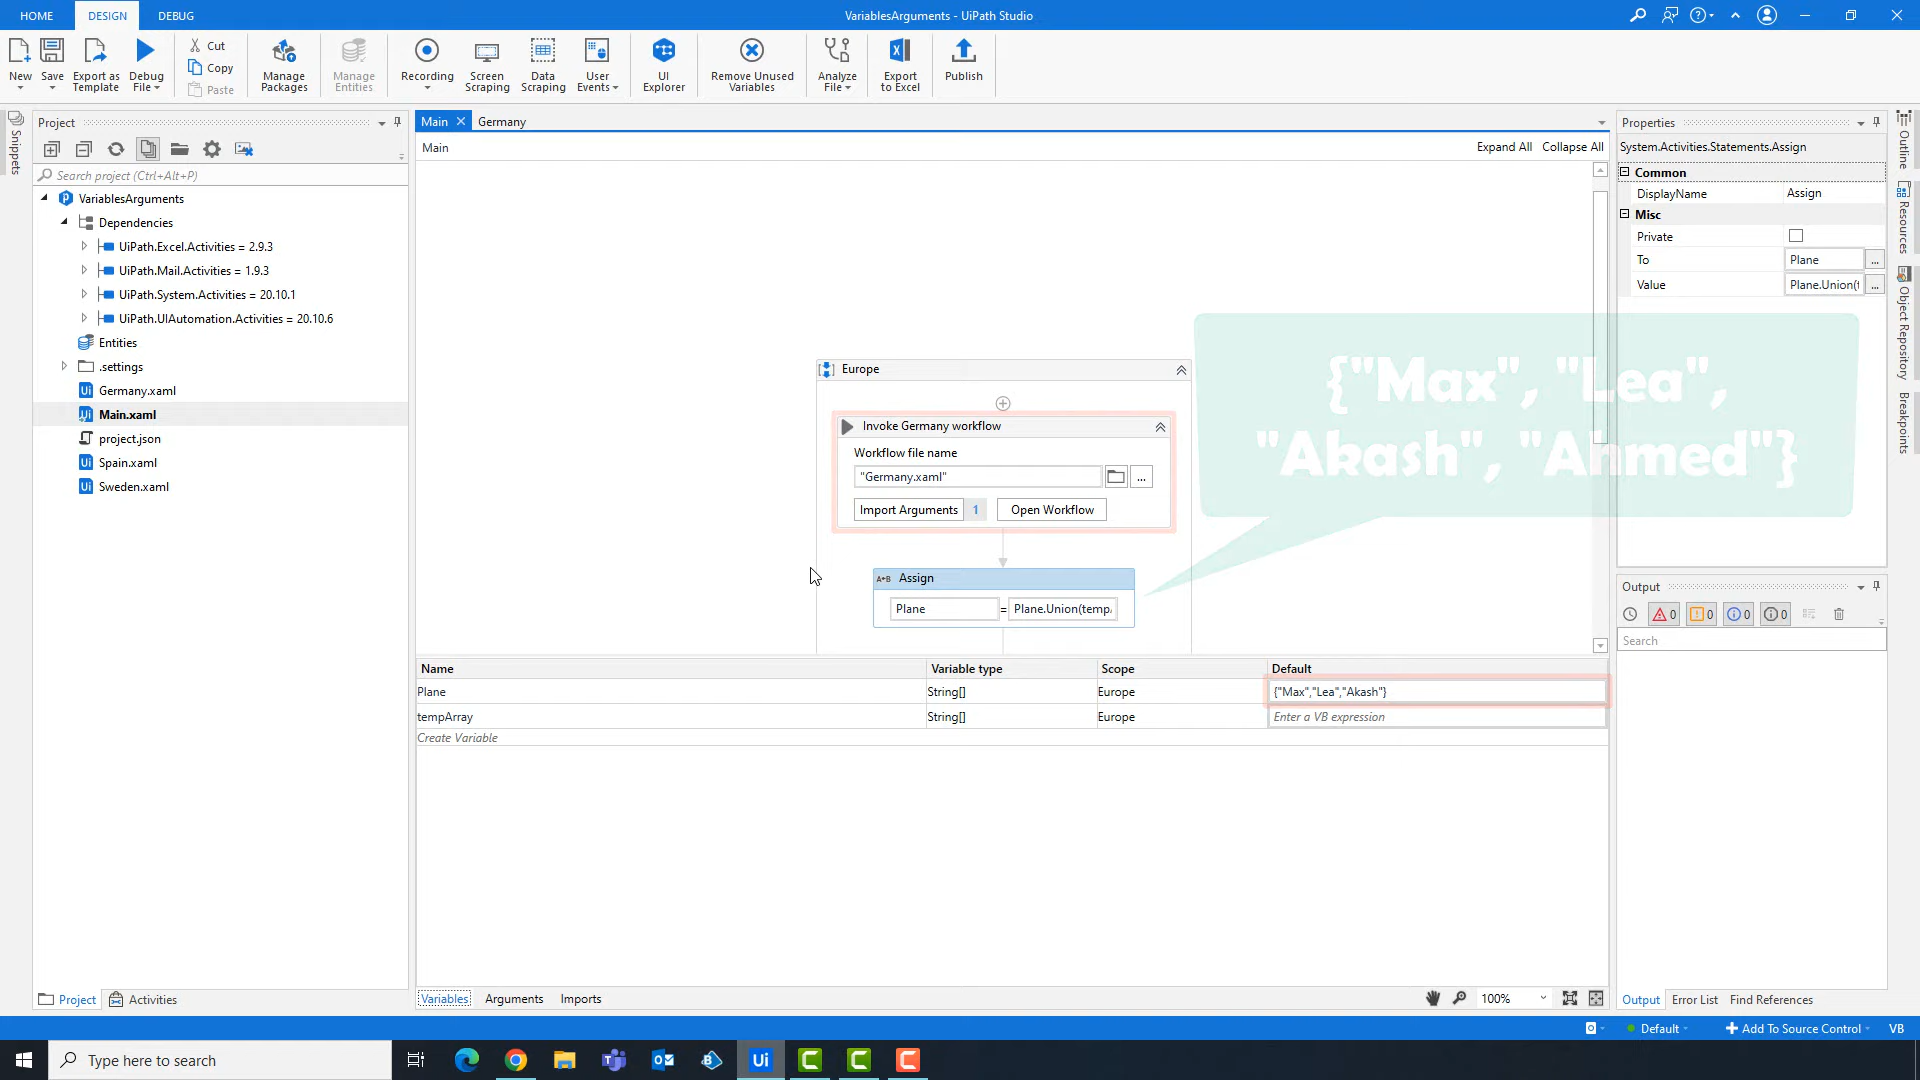 HOME
DESIGN
DEBUG
VariablesArguments - UiPath Studio
New
Save
Export as
Template
Debug
File
Cut
Copy
Paste
Manage
Packages
Manage
Entities
Recording
Screen
Scraping
Data
Scraping
User
Events
UI
Explorer
Remove Unused
Variables
Analyze
File
Export
to Excel
Publish
Snippets
Project
Search project (Ctrl+Alt+P)
VariablesArguments
Dependencies
UiPath.Excel.Activities = 2.9.3
UiPath.Mail.Activities = 1.9.3
UiPath.System.Activities = 20.10.1
UiPath.UIAutomation.Activities = 20.10.6
Entities
.settings
Germany.xaml
Main.xaml
project.json
Spain.xaml
Sweden.xaml
Project
Activities
Main
Germany
Main
Expand All
Collapse All
Europe
Invoke Germany workflow
Workflow file name
"Germany.xaml"
...
Import Arguments
1
Open Workflow
A+B Assign
Plane
=
Plane.Union(temp
{"Max", "Lea",
"Akash", "Ahmed"}
Name
Variable type
Scope
Default
Plane
String[]
Europe
{"Max","Lea","Akash"}
tempArray
String[]
Europe
Enter a VB expression
Create Variable
Variables
Arguments
Imports
100%
Properties
System.Activities.Statements.Assign
Common
DisplayName
Assign
Misc
Private
To
Plane
...
Value
Plane.Union(t
...
Output
0
0
0
0
Search
Output
Error List
Find References
Outline
Resources
Object Repository
Breakpoints
Default
Add To Source Control
VB
Type here to search
Ui